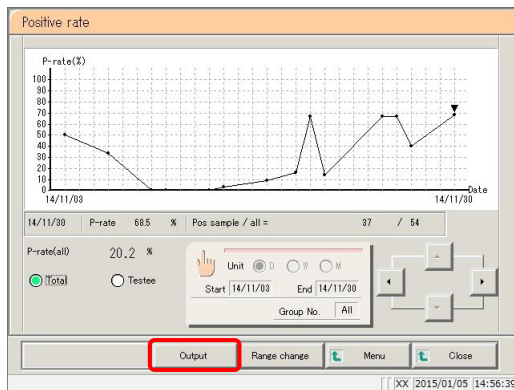 Positive rate
P-rate(%)
100
90
80
70
60
50
40
30
20
10
0
Date
14/11/03 14/11/30
14/11/30 P-rate 68.5 % Pos sample / all = 37 / 54
P-rate(all) 20.2 %
Total Testee
Unit D W M
Start 14/11/03 End 14/11/30
Group No. All
Output Range change Menu Close
XX 2015/01/05 14:56:39